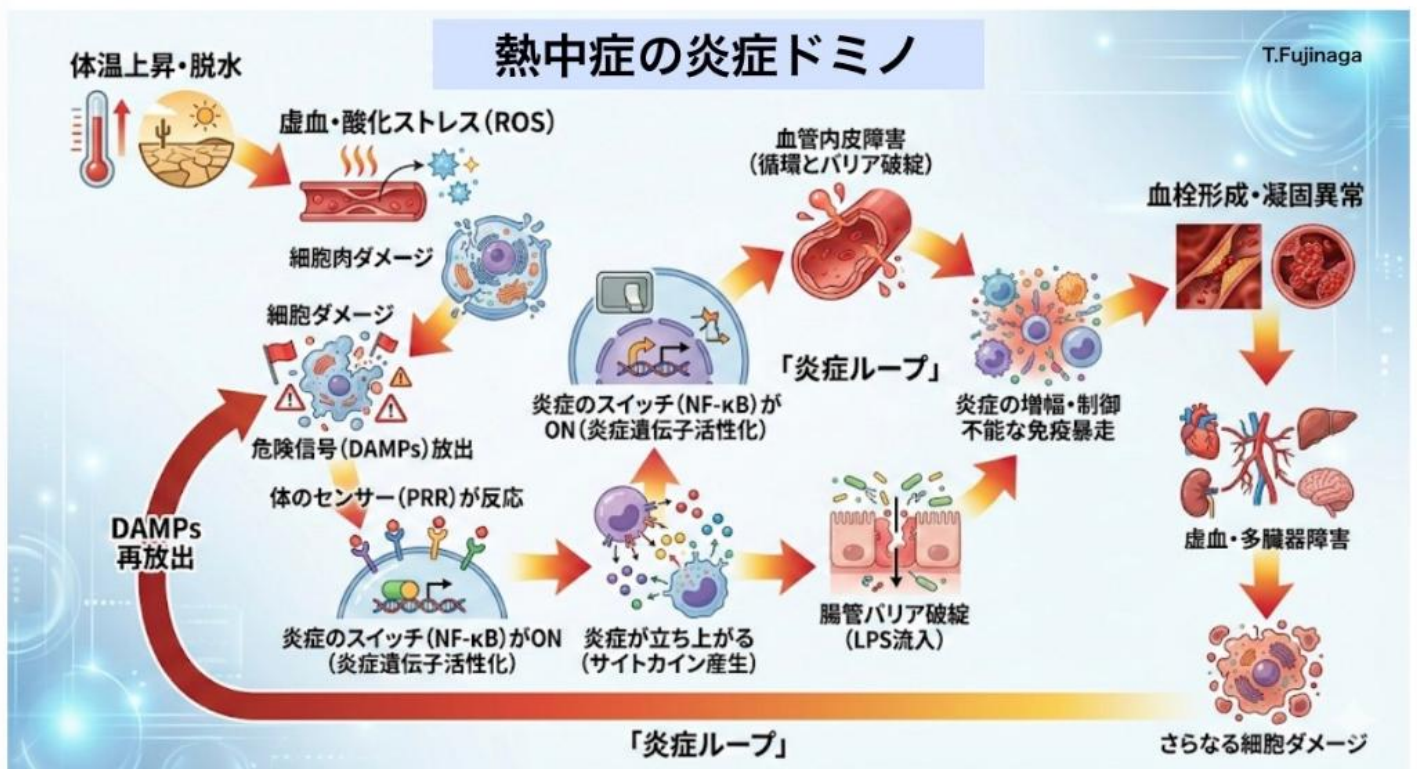 熱中症の炎症ドミノ
T.Fujinaga
体温上昇・脱水
虚血・酸化ストレス(ROS)
細胞肉ダメージ
細胞ダメージ
危険信号(DAMPs)放出
体のセンサー(PRR)が反応
炎症のスイッチ(NF-κB)がON
(炎症遺伝子活性化)
炎症が立ち上がる
(サイトカイン産生)
炎症のスイッチ(NF-κB)が
ON(炎症遺伝子活性化)
血管内皮障害
(循環とバリア破綻)
「炎症ループ」
腸管バリア破綻
(LPS流入)
炎症の増幅・制御
不能な免疫暴走
血栓形成・凝固異常
虚血・多臓器障害
さらなる細胞ダメージ
DAMPs
再放出
「炎症ループ」